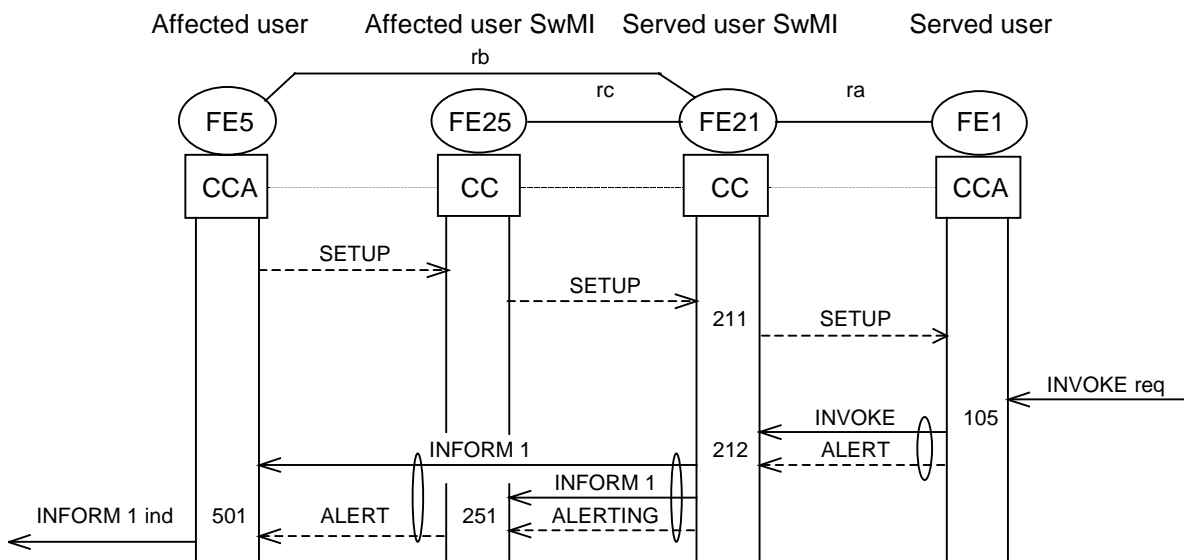 Affected user Affected user SwMI Served user SwMI Served user
rb
rc ra
FE5 FE25 FE21 FE1
CCA CC CC CCA
SETUP
SETUP
211 SETUP
INVOKE req
INVOKE 105
INFORM 1 212 ALERT
INFORM 1
INFORM 1 ind 501 ALERT 251 ALERTING